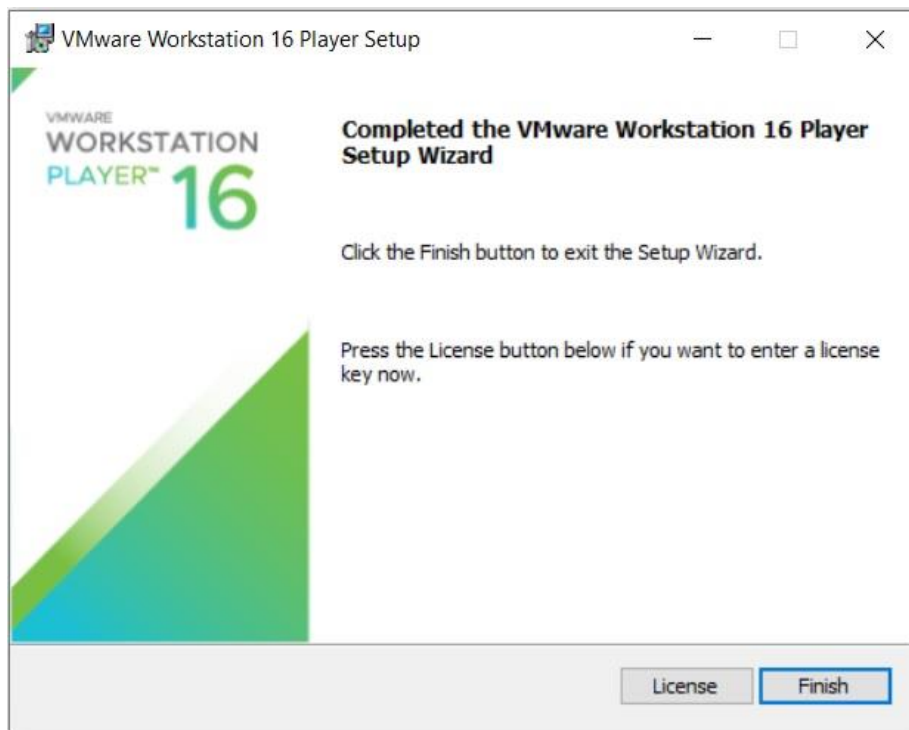 VMware Workstation 16 Player Setup
VMWARE
WORKSTATION
PLAYER™ 16
Completed the VMware Workstation 16 Player
Setup Wizard
Click the Finish button to exit the Setup Wizard.
Press the License button below if you want to enter a license
key now.
License
Finish